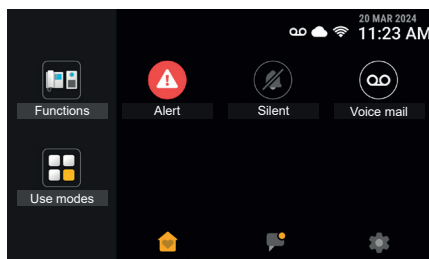 20 MAR 2024
11:23 AM
Functions
Alert
Silent
Voice mail
Use modes